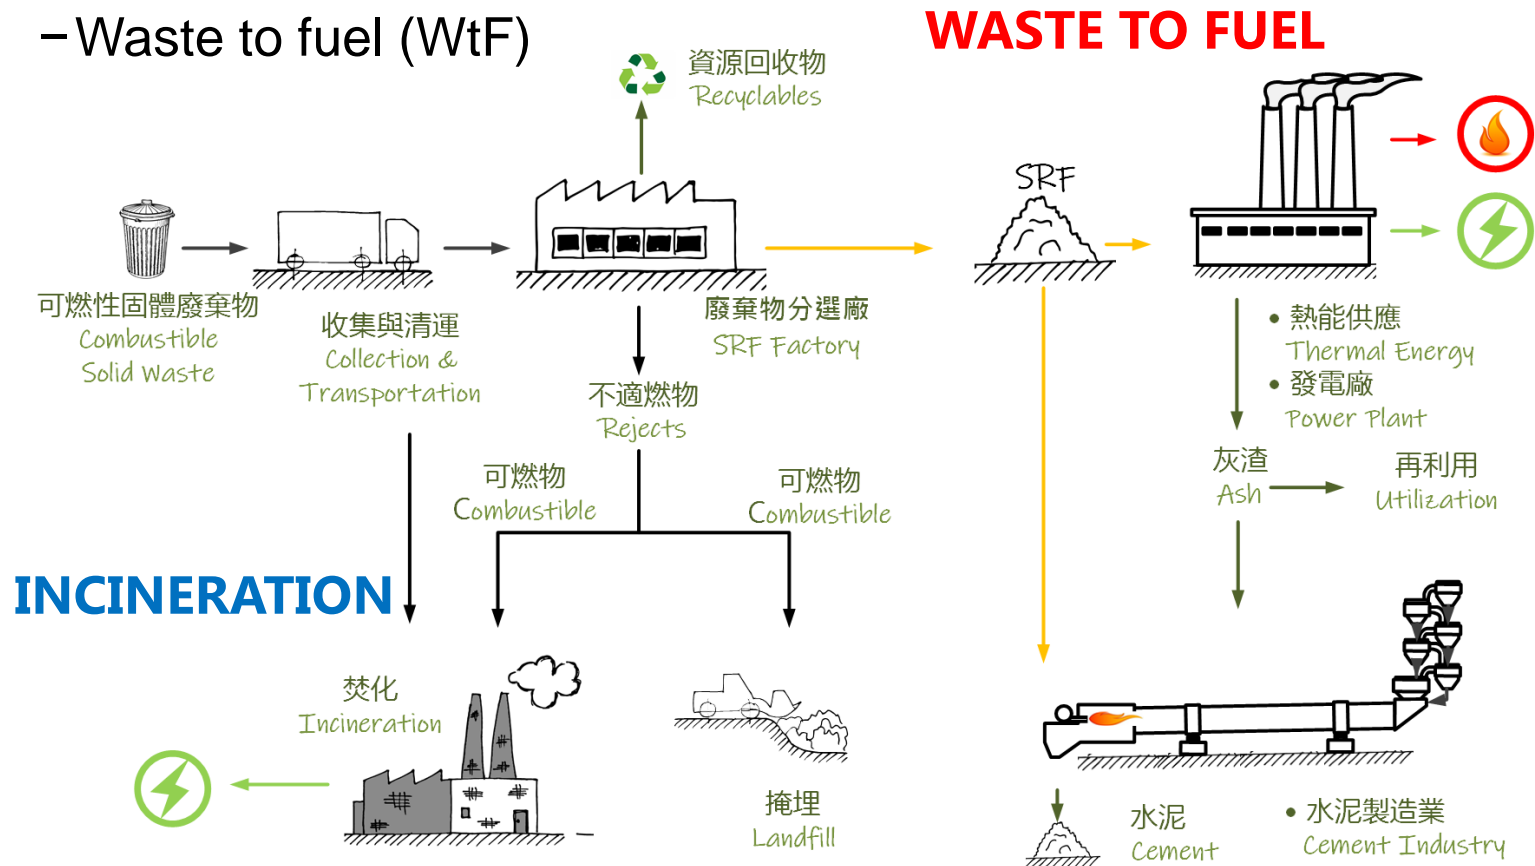 –Waste to fuel (WtF)
WASTE TO FUEL
資源回收物
Recyclables
SRF
可燃性固體廢棄物
Combustible
Solid Waste
收集與清運
Collection &
Transportation
廢棄物分選廠
SRF Factory
不適燃物
Rejects
• 熱能供應
Thermal Energy
• 發電廠
Power Plant
可燃物
Combustible
可燃物
Combustible
灰渣
Ash
再利用
Utilization
INCINERATION
焚化
Incineration
掩埋
Landfill
水泥
Cement
• 水泥製造業
Cement Industry